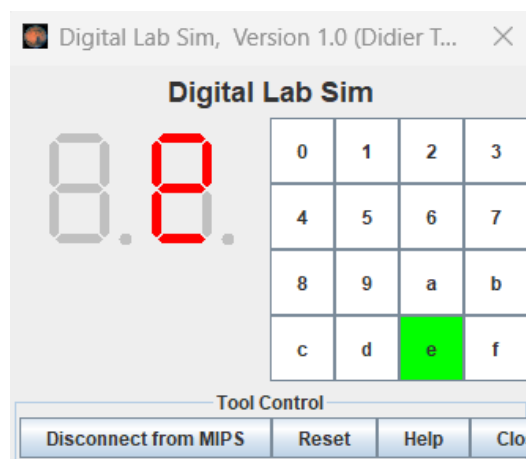 Digital Lab Sim, Version 1.0 (Didier T...
Digital Lab Sim
0 1 2 3
4 5 6 7
8 9 a b
c d e f
Tool Control
Disconnect from MIPS Reset Help Clo